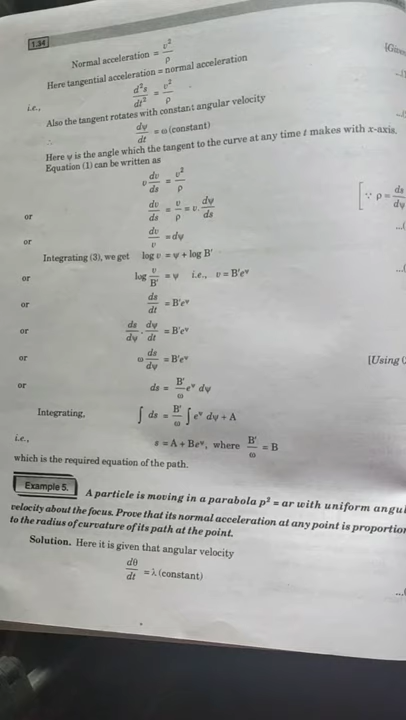 1.34
Normal acceleration = v²/ρ
Here tangential acceleration = normal acceleration
i.e., d²s/dt² = v²/ρ
Also the tangent rotates with constant angular velocity
∴ dψ/dt = ω (constant)
Here ψ is the angle which the tangent to the curve at any time t makes with x-axis.
Equation (1) can be written as
v dv/ds = v²/ρ
or dv/ds = v/ρ = v. dψ/ds [∵ ρ = ds/dψ
or dv/v = dψ
Integrating (3), we get log v = ψ + log B′
or log v/B′ = ψ i.e., v = B′e^ψ
or ds/dt = B′e^ψ
or ds/dψ . dψ/dt = B′e^ψ
or ω ds/dψ = B′e^ψ [Using
or ds = B′/ω e^ψ dψ
Integrating, ∫ ds = B′/ω ∫ e^ψ dψ + A
i.e., s = A + Be^ψ, where B′/ω = B
which is the required equation of the path.
Example 5. A particle is moving in a parabola p² = ar with uniform angu
velocity about the focus. Prove that its normal acceleration at any point is proportion
to the radius of curvature of its path at the point.
Solution. Here it is given that angular velocity
dθ/dt = λ (constant)